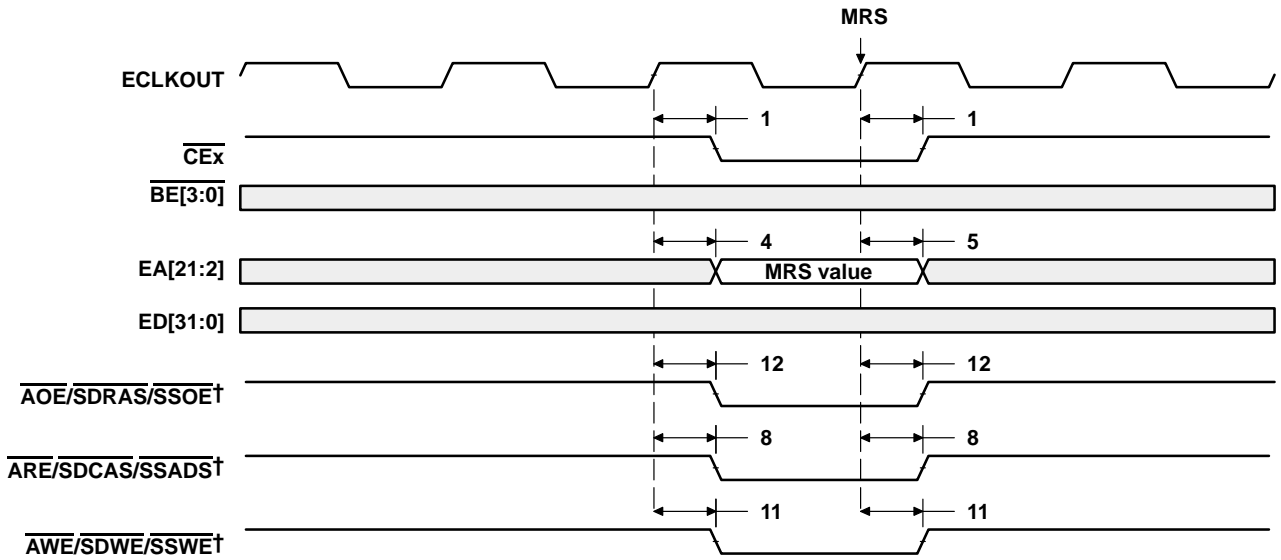 MRS
ECLKOUT
1 1
CEx
BE[3:0]
4 5
EA[21:2] MRS value
ED[31:0]
12 12
AOE/SDRAS/SSOE†
8 8
ARE/SDCAS/SSADS†
11 11
AWE/SDWE/SSWE†